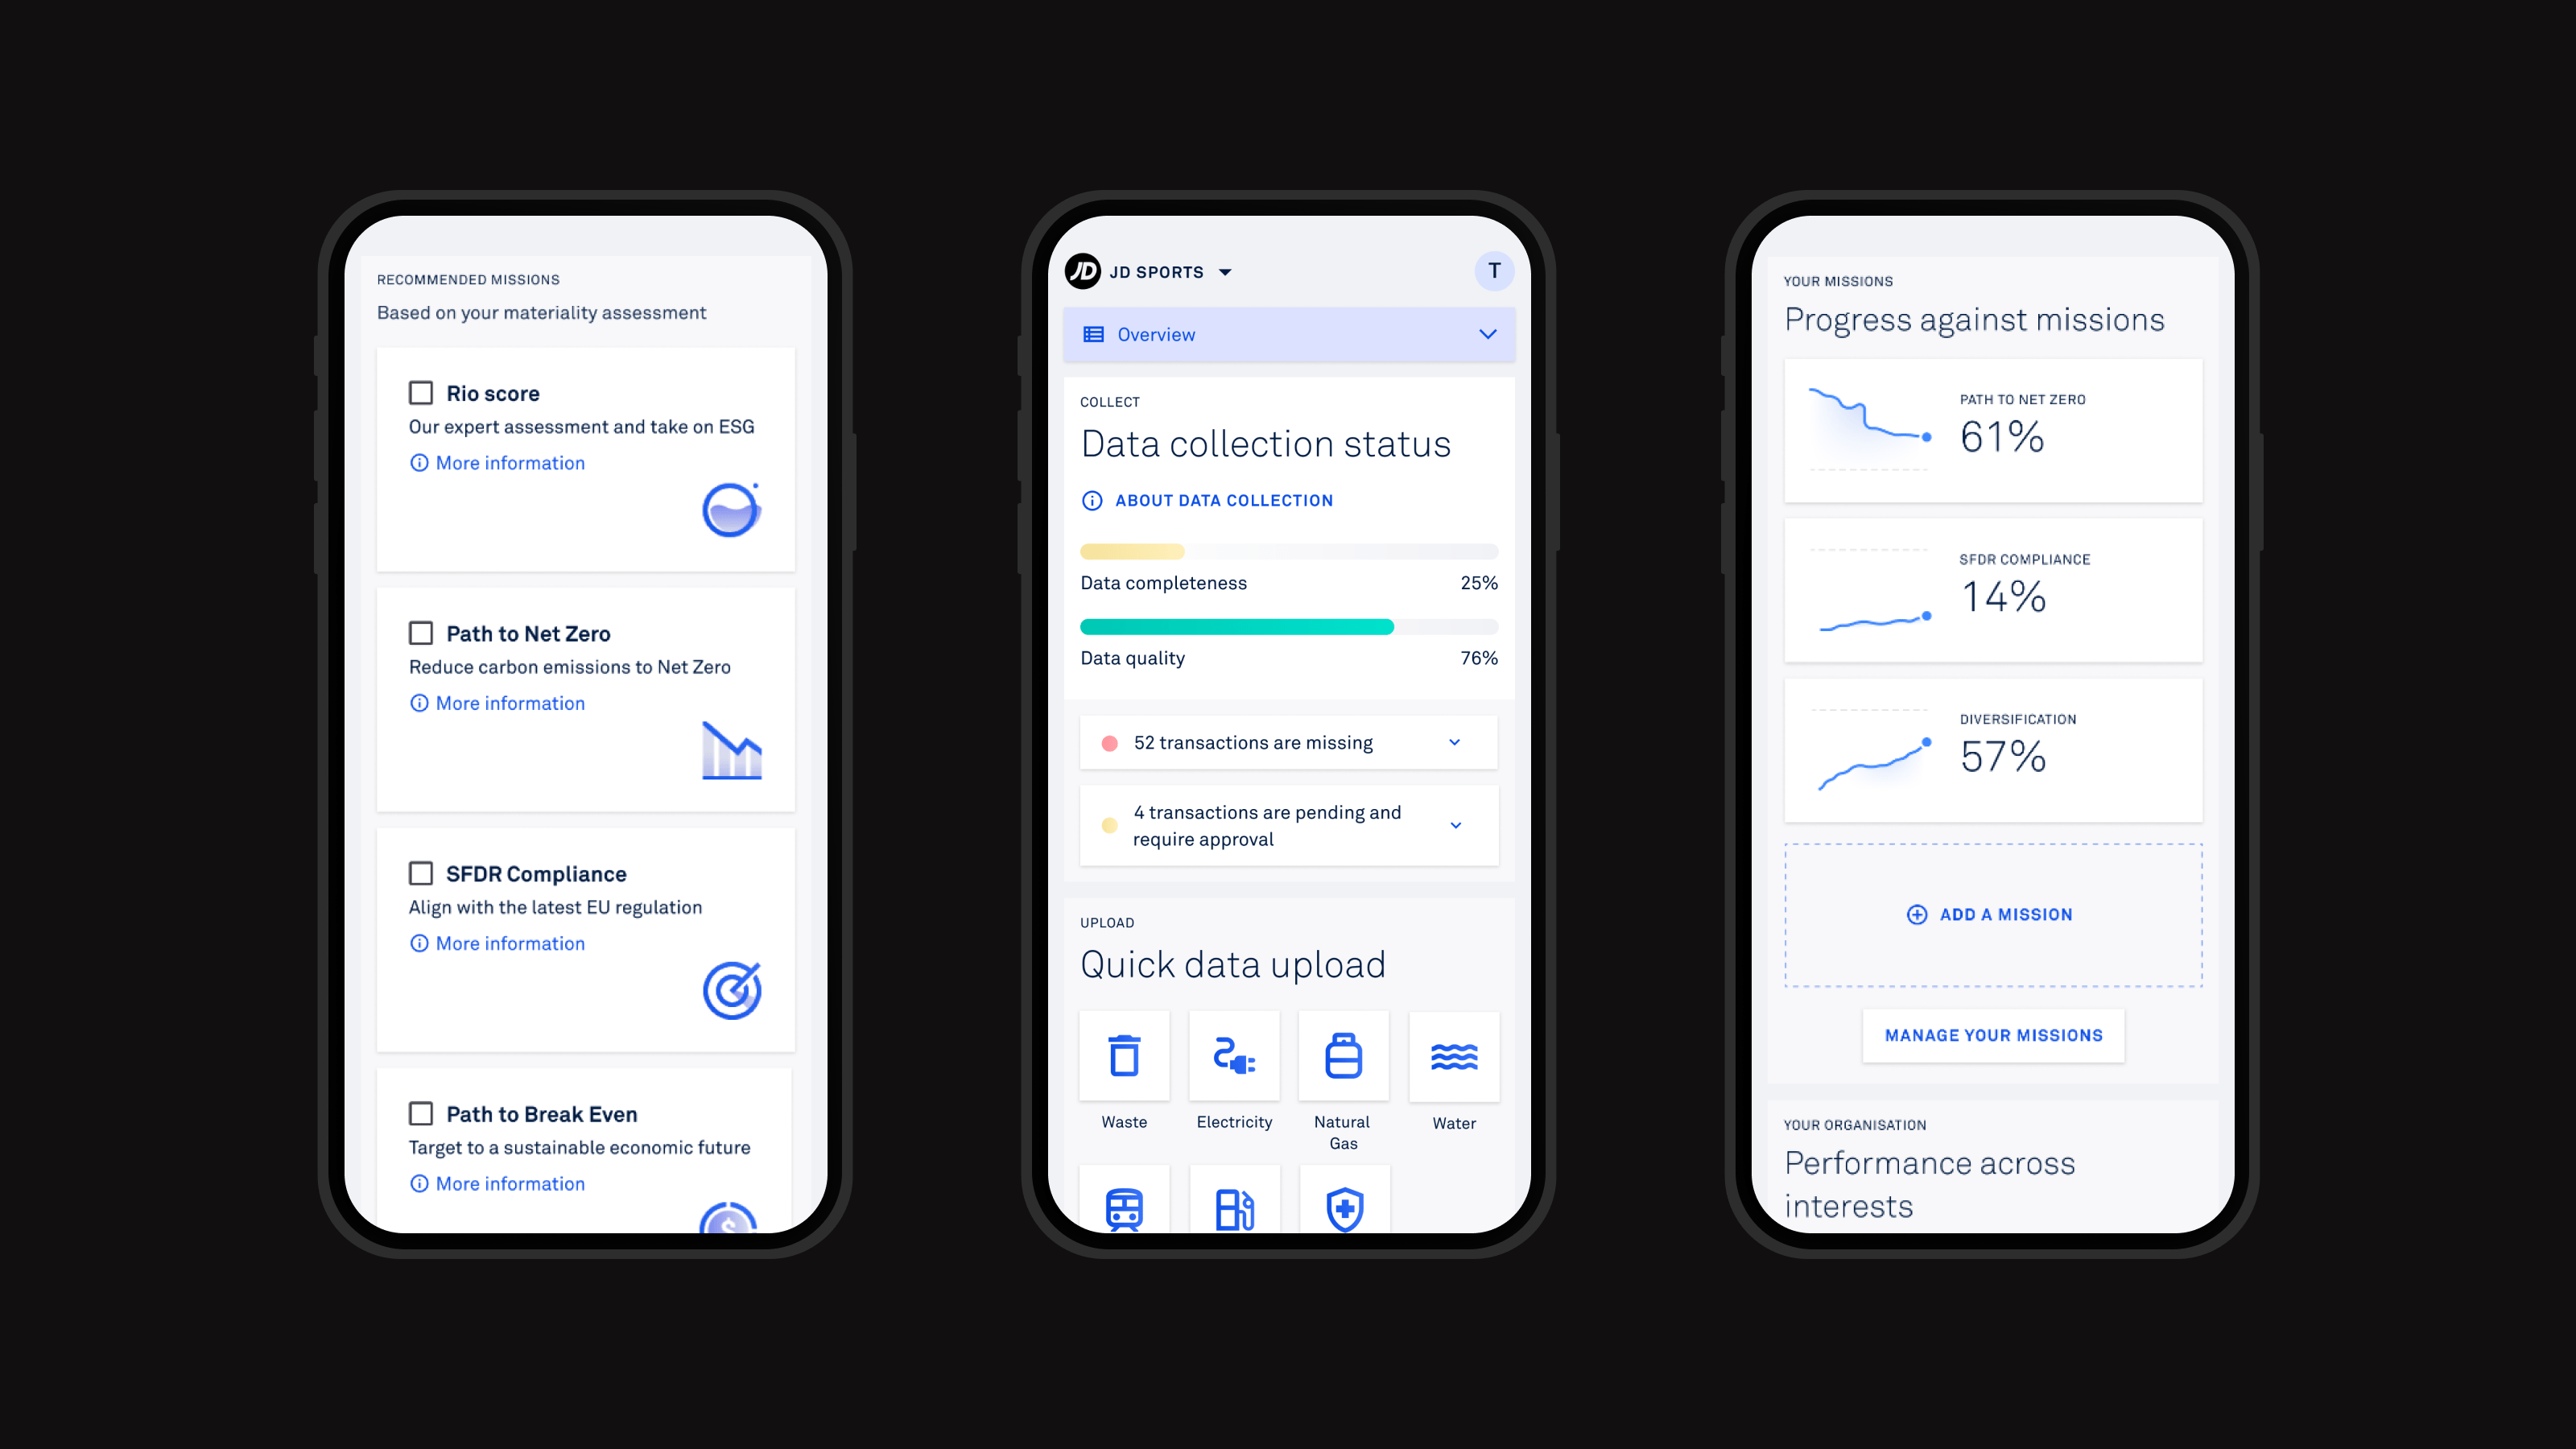 RECOMMENDED MISSIONS
Based on your materiality assessment
Rio score
Our expert assessment and take on ESG
More information
Path to Net Zero
Reduce carbon emissions to Net Zero
More information
SFDR Compliance
Align with the latest EU regulation
More information
Path to Break Even
Target to a sustainable economic future
More information
$
JD JD SPORTS
T
Overview
COLLECT
Data collection status
ABOUT DATA COLLECTION
Data completeness 25%
Data quality 76%
52 transactions are missing
4 transactions are pending and
require approval
UPLOAD
Quick data upload
Waste Electricity Natural Water
Gas
YOUR MISSIONS
Progress against missions
PATH TO NET ZERO
61%
SFDR COMPLIANCE
14%
DIVERSIFICATION
57%
ADD A MISSION
MANAGE YOUR MISSIONS
YOUR ORGANISATION
Performance across
interests